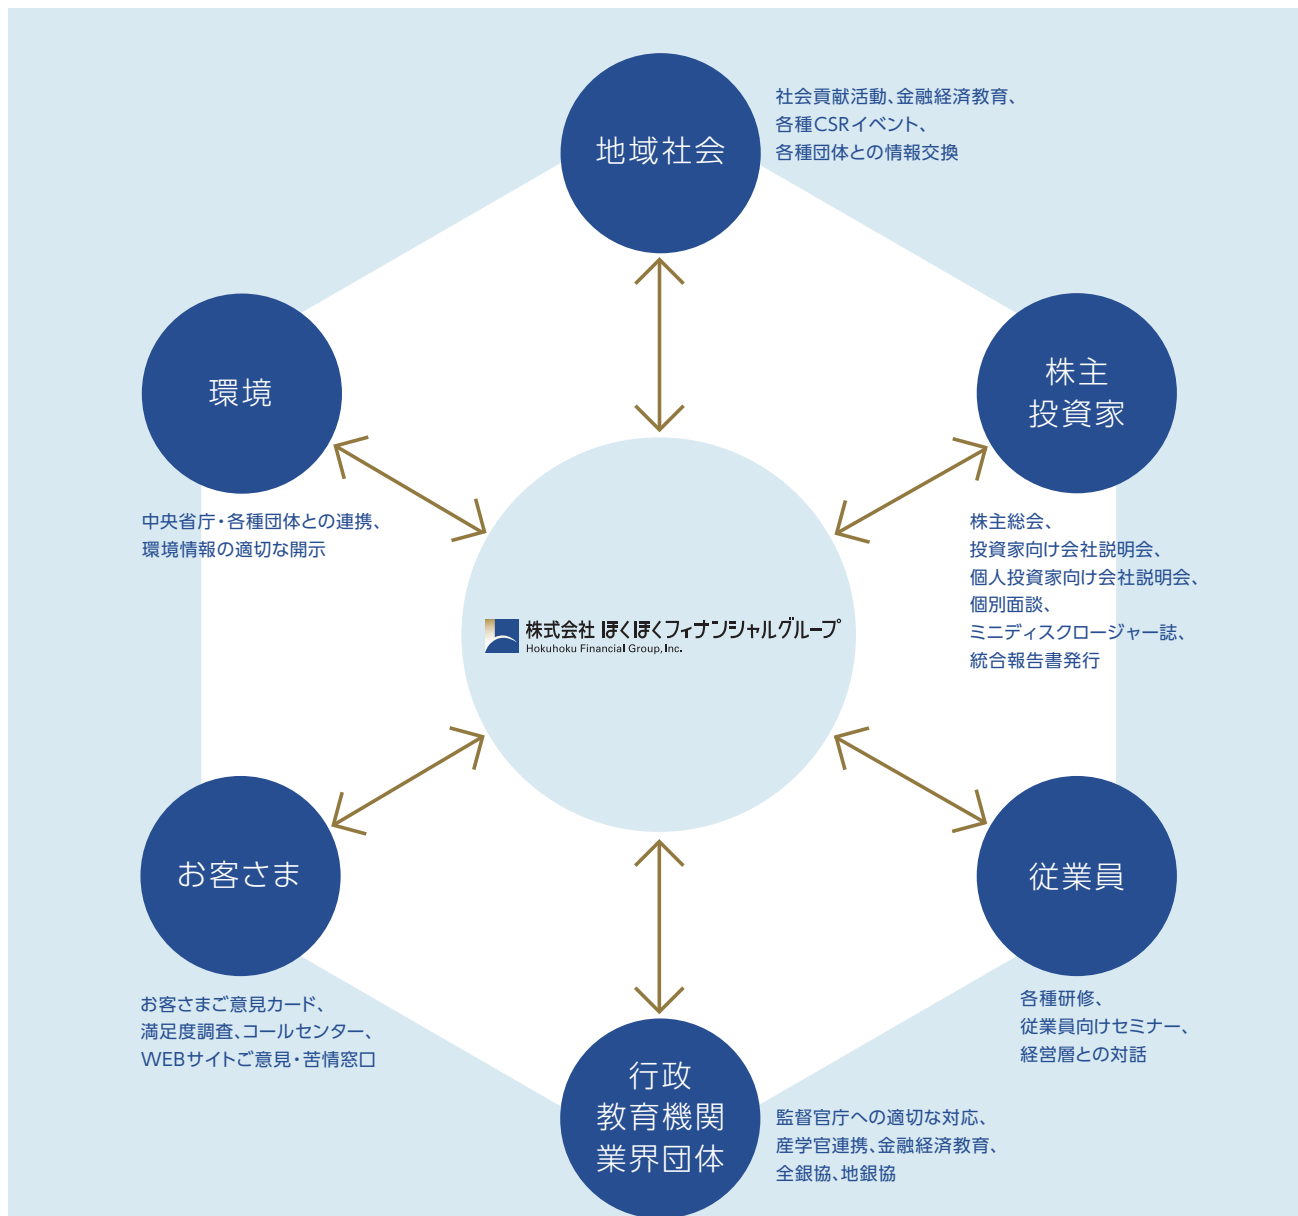 地域社会
社会貢献活動、金融経済教育、
各種CSRイベント、
各種団体との情報交換
環境
中央省庁・各種団体との連携、
環境情報の適切な開示
株主
投資家
株主総会、
投資家向け会社説明会、
個人投資家向け会社説明会、
個別面談、
ミニディスクロージャー誌、
統合報告書発行
株式会社 ほくほくフィナンシャルグループ
Hokuhoku Financial Group, Inc.
お客さま
お客さまご意見カード、
満足度調査、コールセンター、
WEBサイトご意見・苦情窓口
従業員
各種研修、
従業員向けセミナー、
経営層との対話
行政
教育機関
業界団体
監督官庁への適切な対応、
産学官連携、金融経済教育、
全銀協、地銀協